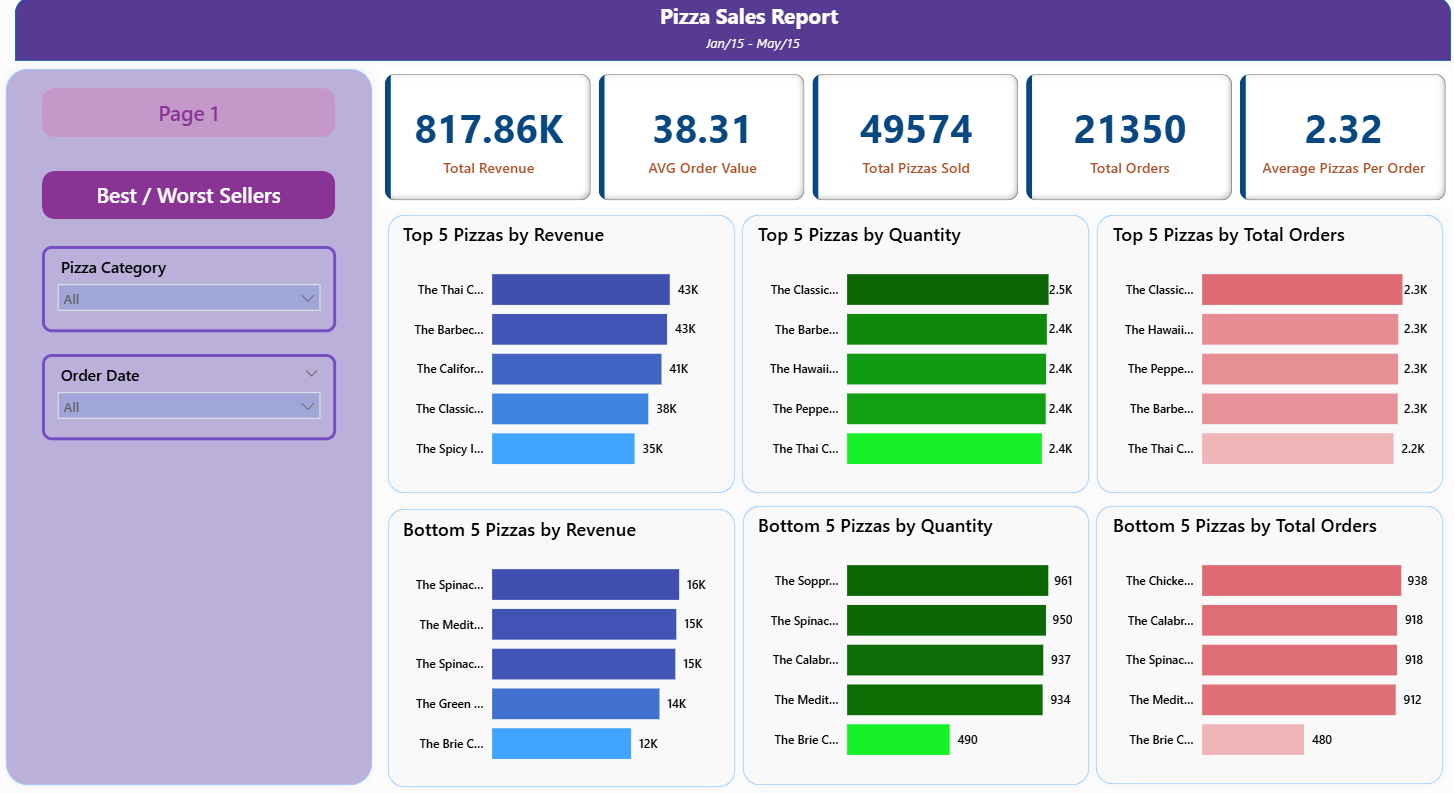 Pizza Sales Report
Jan/15 - May/15
Page 1
Best / Worst Sellers
Pizza Category
All
Order Date
All
817.86K
Total Revenue
38.31
AVG Order Value
49574
Total Pizzas Sold
21350
Total Orders
2.32
Average Pizzas Per Order
Top 5 Pizzas by Revenue
The Thai C... 43K
The Barbec... 43K
The Califor... 41K
The Classic... 38K
The Spicy I... 35K
Top 5 Pizzas by Quantity
The Classic... 2.5K
The Barbe... 2.4K
The Hawaii... 2.4K
The Peppe... 2.4K
The Thai C... 2.4K
Top 5 Pizzas by Total Orders
The Classic... 2.3K
The Hawaii... 2.3K
The Peppe... 2.3K
The Barbe... 2.3K
The Thai C... 2.2K
Bottom 5 Pizzas by Revenue
The Spinac... 16K
The Medit... 15K
The Spinac... 15K
The Green ... 14K
The Brie C... 12K
Bottom 5 Pizzas by Quantity
The Soppr... 961
The Spinac... 950
The Calabr... 937
The Medit... 934
The Brie C... 490
Bottom 5 Pizzas by Total Orders
The Chicke... 938
The Calabr... 918
The Spinac... 918
The Medit... 912
The Brie C... 480